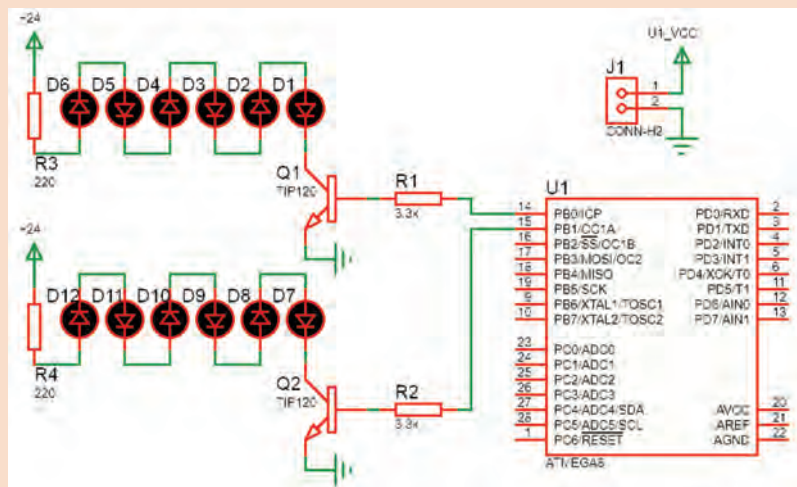 +24
U1_VCC
J1
1
2
CONN-H2
D6 D5 D4 D3 D2 D1
R3
220
Q1
TIP120
R1
3.3k
U1
14 PB0/ICP PD0/RXD 2
15 PB1/OC1A PD1/TXD 3
16 PB2/SS/OC1B PD2/INT0 4
17 PB3/MOSI/OC2 PD3/INT1 5
18 PB4/MISO PD4/XCK/T0 6
19 PB5/SCK PD5/T1 11
9 PB6/XTAL1/TOSC1 PD6/AIN0 12
10 PB7/XTAL2/TOSC2 PD7/AIN1 13
23 PC0/ADC0
24 PC1/ADC1
25 PC2/ADC2
26 PC3/ADC3
27 PC4/ADC4/SDA AVCC 20
28 PC5/ADC5/SCL AREF 21
1 PC6/RESET AGND 22
ATMEGA8
+24
D12 D11 D10 D9 D8 D7
R4
220
Q2
TIP120
R2
3.3k